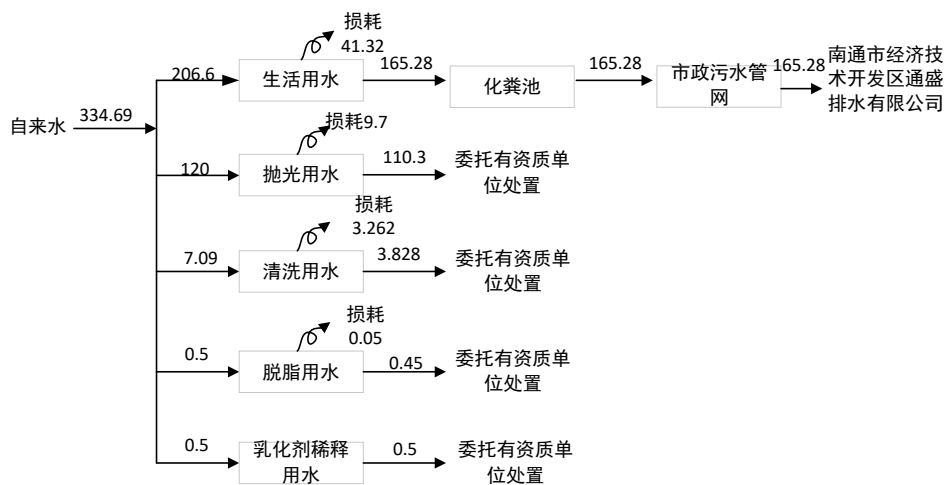 损耗
41.32
206.6
生活用水
165.28
化粪池
165.28
市政污水管
网
165.28
南通市经济技
术开发区通盛
排水有限公司
自来水
334.69
损耗9.7
120
抛光用水
110.3
委托有资质单
位处置
损耗
3.262
7.09
清洗用水
3.828
委托有资质单
位处置
损耗
0.05
0.5
脱脂用水
0.45
委托有资质单
位处置
0.5
乳化剂稀释
用水
0.5
委托有资质单
位处置